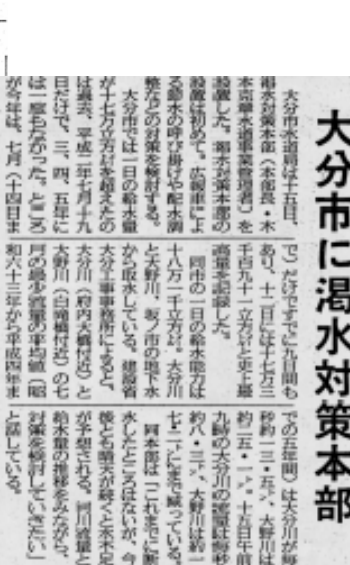 大分市に渇水対策本部
大分市水道局は十五日、
渇水対策本部（本部長・木
本克章水道事業管理者）を
設置した。渇水対策本部の
設置は初めて。広報車によ
る節水の呼び掛けや配水調
整などの対策を検討する。
大分市では一日の給水量
が十七万立方㍍を超えたの
は過去、平成二年七月十九
日だけで、三、四、五年に
は一度もなかった。ところ
が今年は、七月（十四日ま
で）だけですでに九日間も
あり、十二日には十七万三
千百九十一立方㍍と史上最
高量を記録した。
同市の一日の給水能力は
十八万一千立方㍍。大分川
と大野川、坂ノ市の地下水
から取水している。建設省
大分工事事務所によると、
大分川（府内大橋付近）と
大野川（白滝橋付近）の七
月の最少流量の平均値（昭
和六十三年から平成四年ま
での五年間）は大分川が毎
秒約一三・五㌧、大野川は
約二五・一㌧。十五日午前
九時の大分川の流量は毎秒
約八・三㌧、大野川は約一
七・二㌧にまで減っている。
同本部は「これまでに断
水したところはないが、今
後とも晴天が続くと水不足
が予想される。河川流量と
給水量の推移をみながら、
対策を検討していきたい」
と話している。